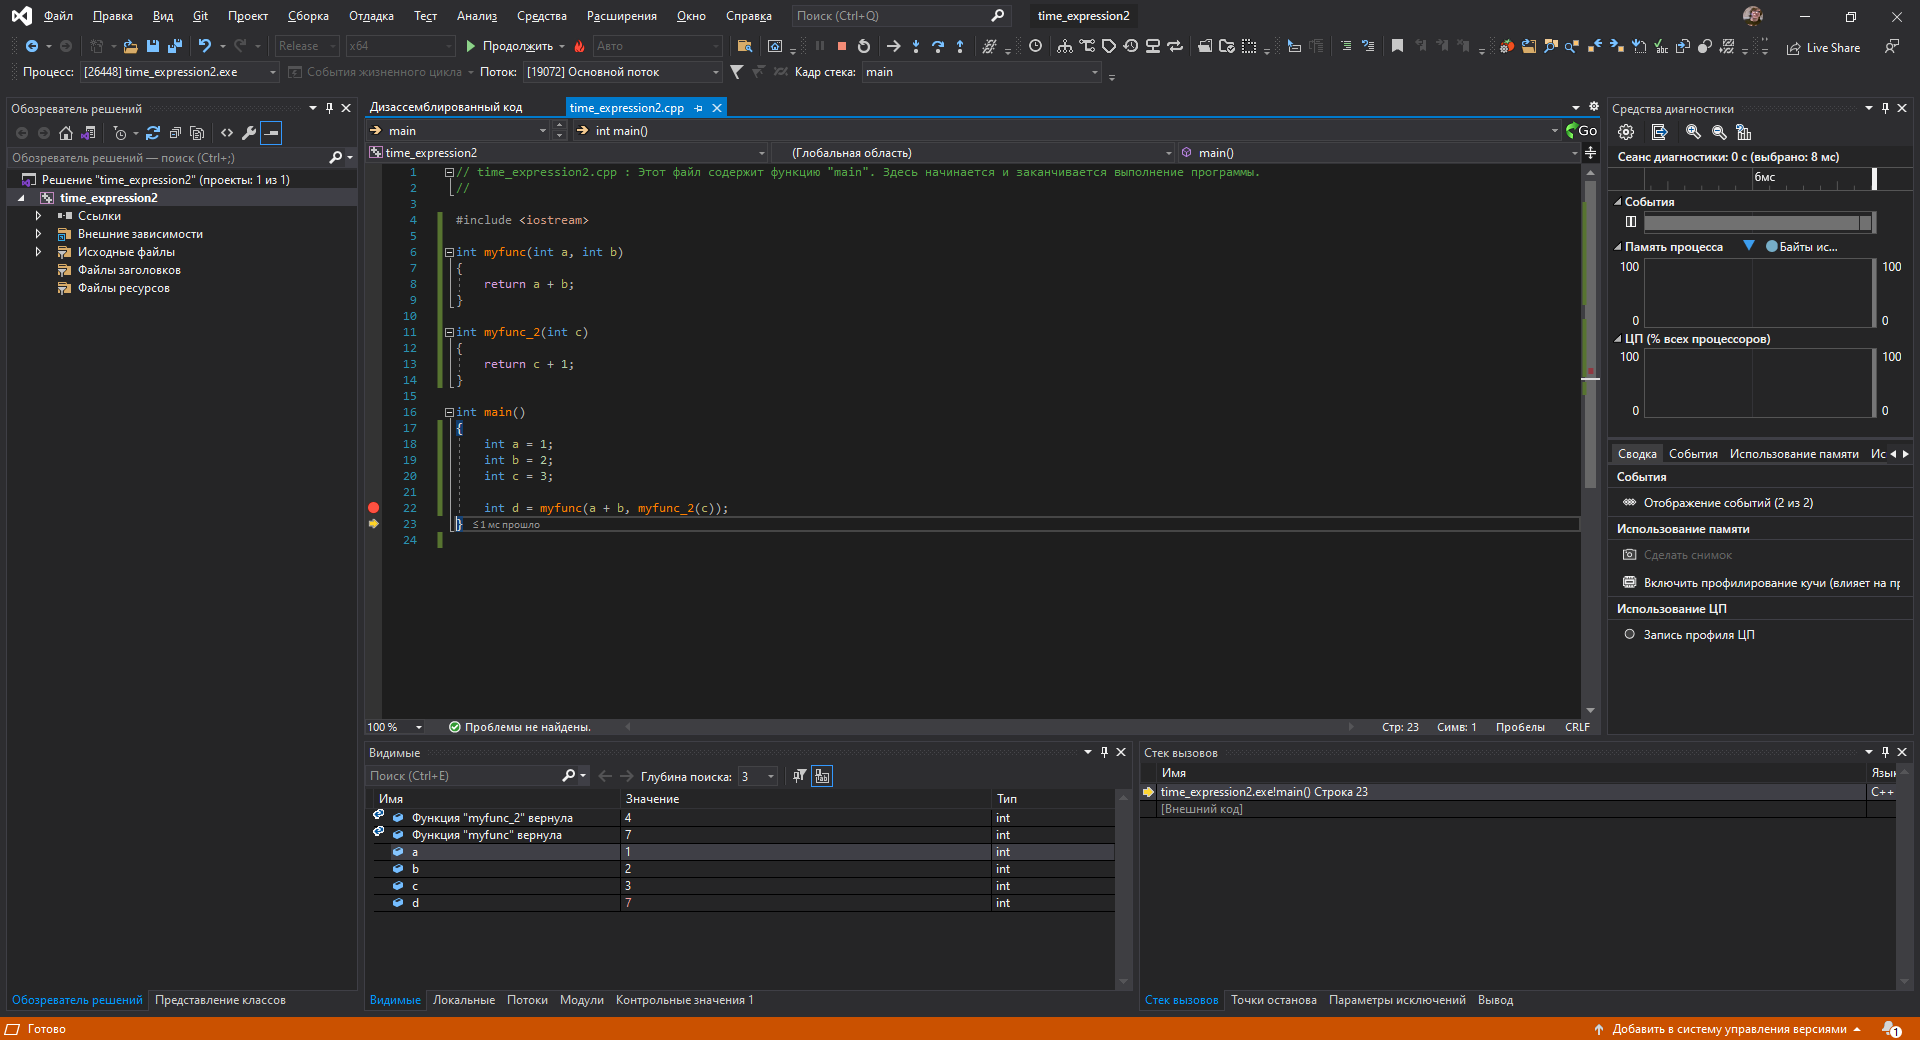 Файл Правка Вид Git Проект Сборка Отладка Тест Анализ Средства Расширения Окно Справка Поиск (Ctrl+Q) time_expression2
Release x64 Продолжить Авто Live Share
Процесс: [26448] time_expression2.exe События жизненного цикла Поток: [19072] Основной поток Кадр стека: main
Обозреватель решений
Обозреватель решений — поиск (Ctrl+;)
Решение "time_expression2" (проекты: 1 из 1)
time_expression2
Ссылки
Внешние зависимости
Исходные файлы
Файлы заголовков
Файлы ресурсов
Обозреватель решений Представление классов
Дизассемблированный код time_expression2.cpp
main int main() Go
time_expression2 (Глобальная область) main()
1 // time_expression2.cpp : Этот файл содержит функцию "main". Здесь начинается и заканчивается выполнение программы.
2 //
3
4 #include <iostream>
5
6 int myfunc(int a, int b)
7 {
8 return a + b;
9 }
10
11 int myfunc_2(int c)
12 {
13 return c + 1;
14 }
15
16 int main()
17 {
18 int a = 1;
19 int b = 2;
20 int c = 3;
21
22 int d = myfunc(a + b, myfunc_2(c));
23 } ≤ 1 мс прошло
24
100 % Проблемы не найдены. Стр: 23 Симв: 1 Пробелы CRLF
Средства диагностики
Сеанс диагностики: 0 с (выбрано: 8 мс)
6мс
События
Память процесса Байты ис...
100 100
0 0
ЦП (% всех процессоров)
100 100
0 0
Сводка События Использование памяти Ис
События
Отображение событий (2 из 2)
Использование памяти
Сделать снимок
Включить профилирование кучи (влияет на пр
Использование ЦП
Запись профиля ЦП
Видимые
Поиск (Ctrl+E) Глубина поиска: 3
Имя Значение Тип
Функция "myfunc_2" вернула 4 int
Функция "myfunc" вернула 7 int
a 1 int
b 2 int
c 3 int
d 7 int
Видимые Локальные Потоки Модули Контрольные значения 1
Стек вызовов
Имя Язык
time_expression2.exe!main() Строка 23 C++
[Внешний код]
Стек вызовов Точки останова Параметры исключений Вывод
Готово Добавить в систему управления версиями 1